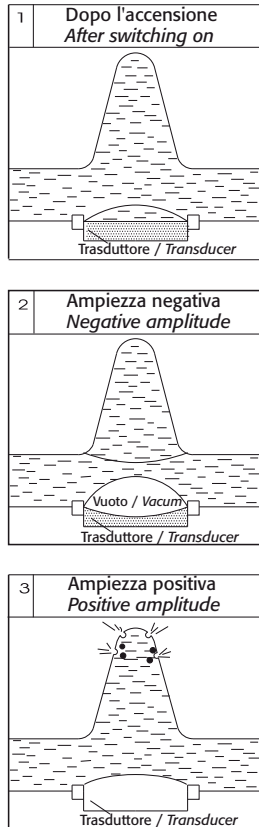 1
Dopo l'accensione
After switching on
Trasduttore / Transducer
2
Ampiezza negativa
Negative amplitude
Vuoto / Vacum
Trasduttore / Transducer
3
Ampiezza positiva
Positive amplitude
Trasduttore / Transducer